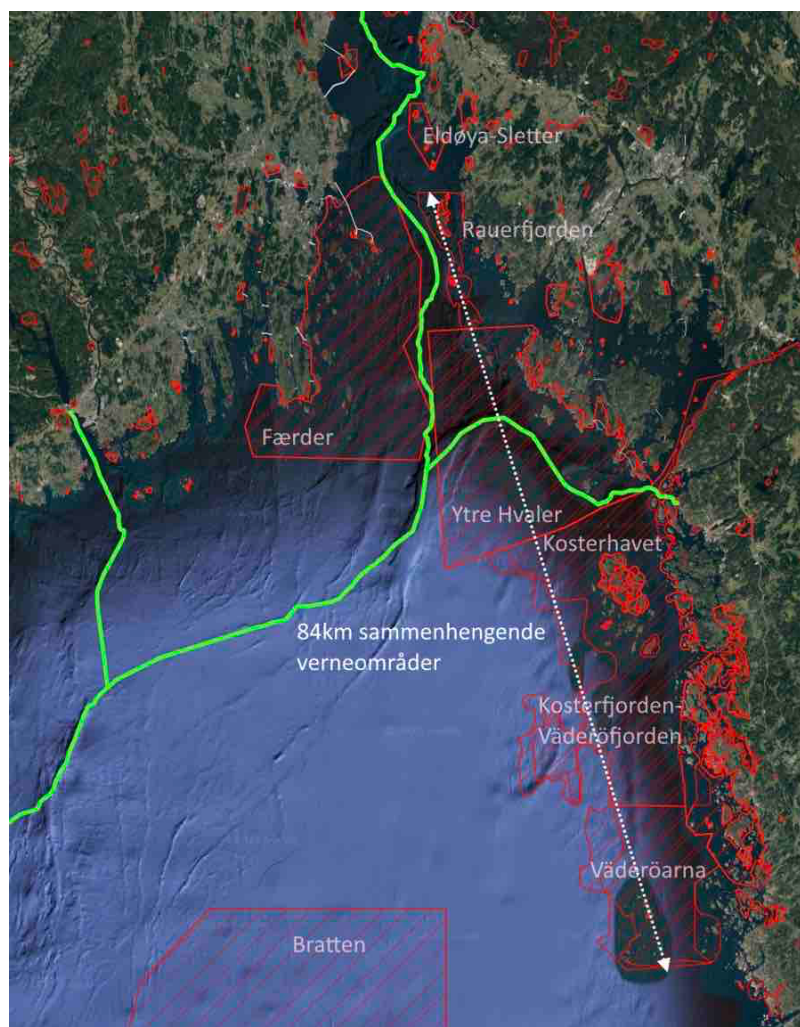 Eldøya-Sletter
Rauerfjorden
Færder
Ytre Hvaler
Kosterhavet
84km sammenhengende
verneområder
Kosterfjorden-
Väderöfjorden
Väderöarna
Bratten